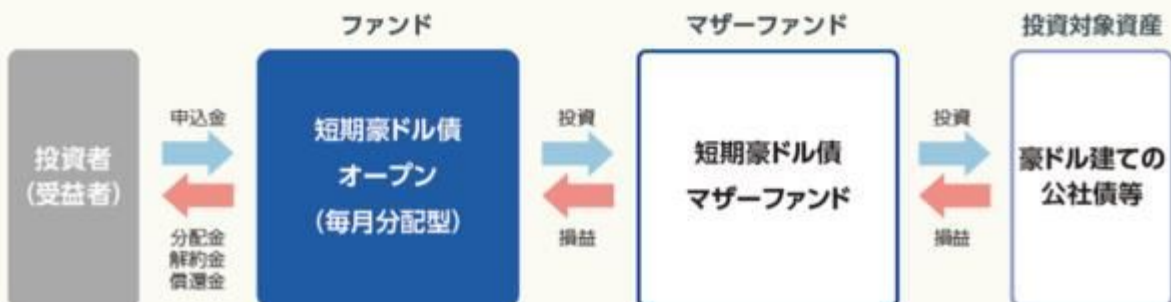 ファンド
マザーファンド
投資対象資産
投資者
(受益者)
申込金
分配金
解約金
償還金
短期豪ドル債
オープン
(毎月分配型)
投資
損益
短期豪ドル債
マザーファンド
投資
損益
豪ドル建ての
公社債等